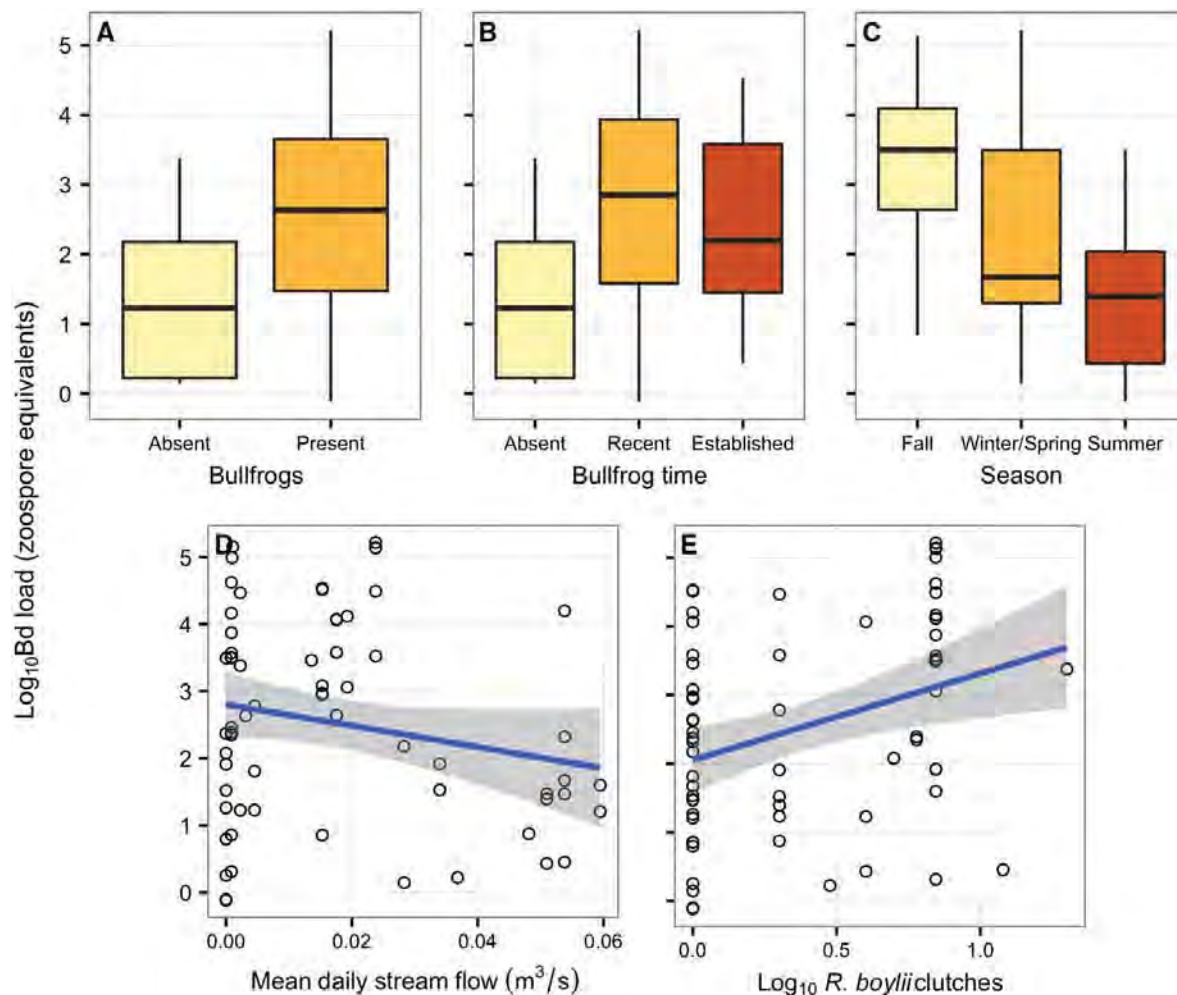 Log10Bd load (zoospore equivalents)
A
5
4
3
2
1
0
Absent Present
Bullfrogs
B
Absent Recent Established
Bullfrog time
C
Fall Winter/Spring Summer
Season
D
5
4
3
2
1
0
0.00 0.02 0.04 0.06
Mean daily stream flow (m³/s)
E
0.0 0.5 1.0
Log10 R. boyliiclutches